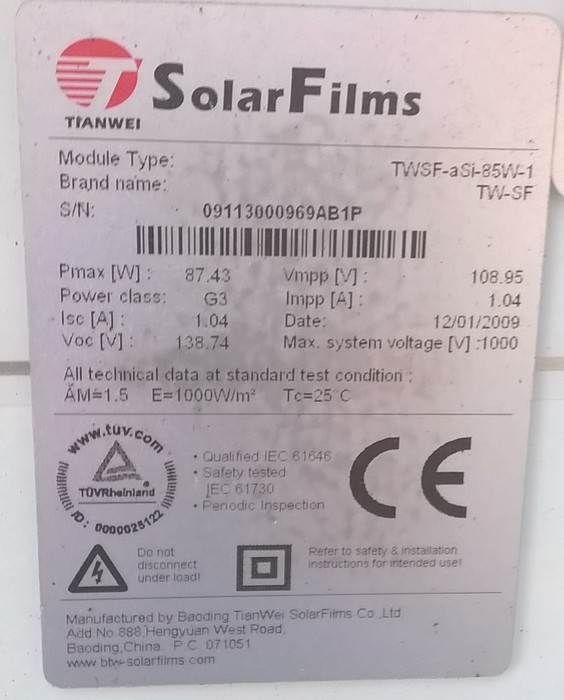 SolarFilms
TIANWEI
Module Type: TWSF-aSi-85W-1
Brand name: TW-SF
S/N: 09113000969AB1P
Pmax [W] : 87.43 Vmpp [V] : 108.95
Power class: G3 Impp [A] : 1.04
Isc [A] : 1.04 Date: 12/01/2009
Voc [V] : 138.74 Max. system voltage [V] :1000
All technical data at standard test condition :
AM=1.5 E=1000W/m² Tc=25°C
www.tuv.com
TÜVRheinland
ID: 0000025122
• Qualified IEC 61646
• Safety tested
IEC 61730
• Periodic Inspection
CE
Do not
disconnect
under load!
Refer to safety & installation
instructions for intended use!
Manufactured by Baoding TianWei SolarFilms Co.,Ltd
Add No 888,Hengyuan West Road,
Baoding,China. P.C 071051
www.btw-solarfilms.com